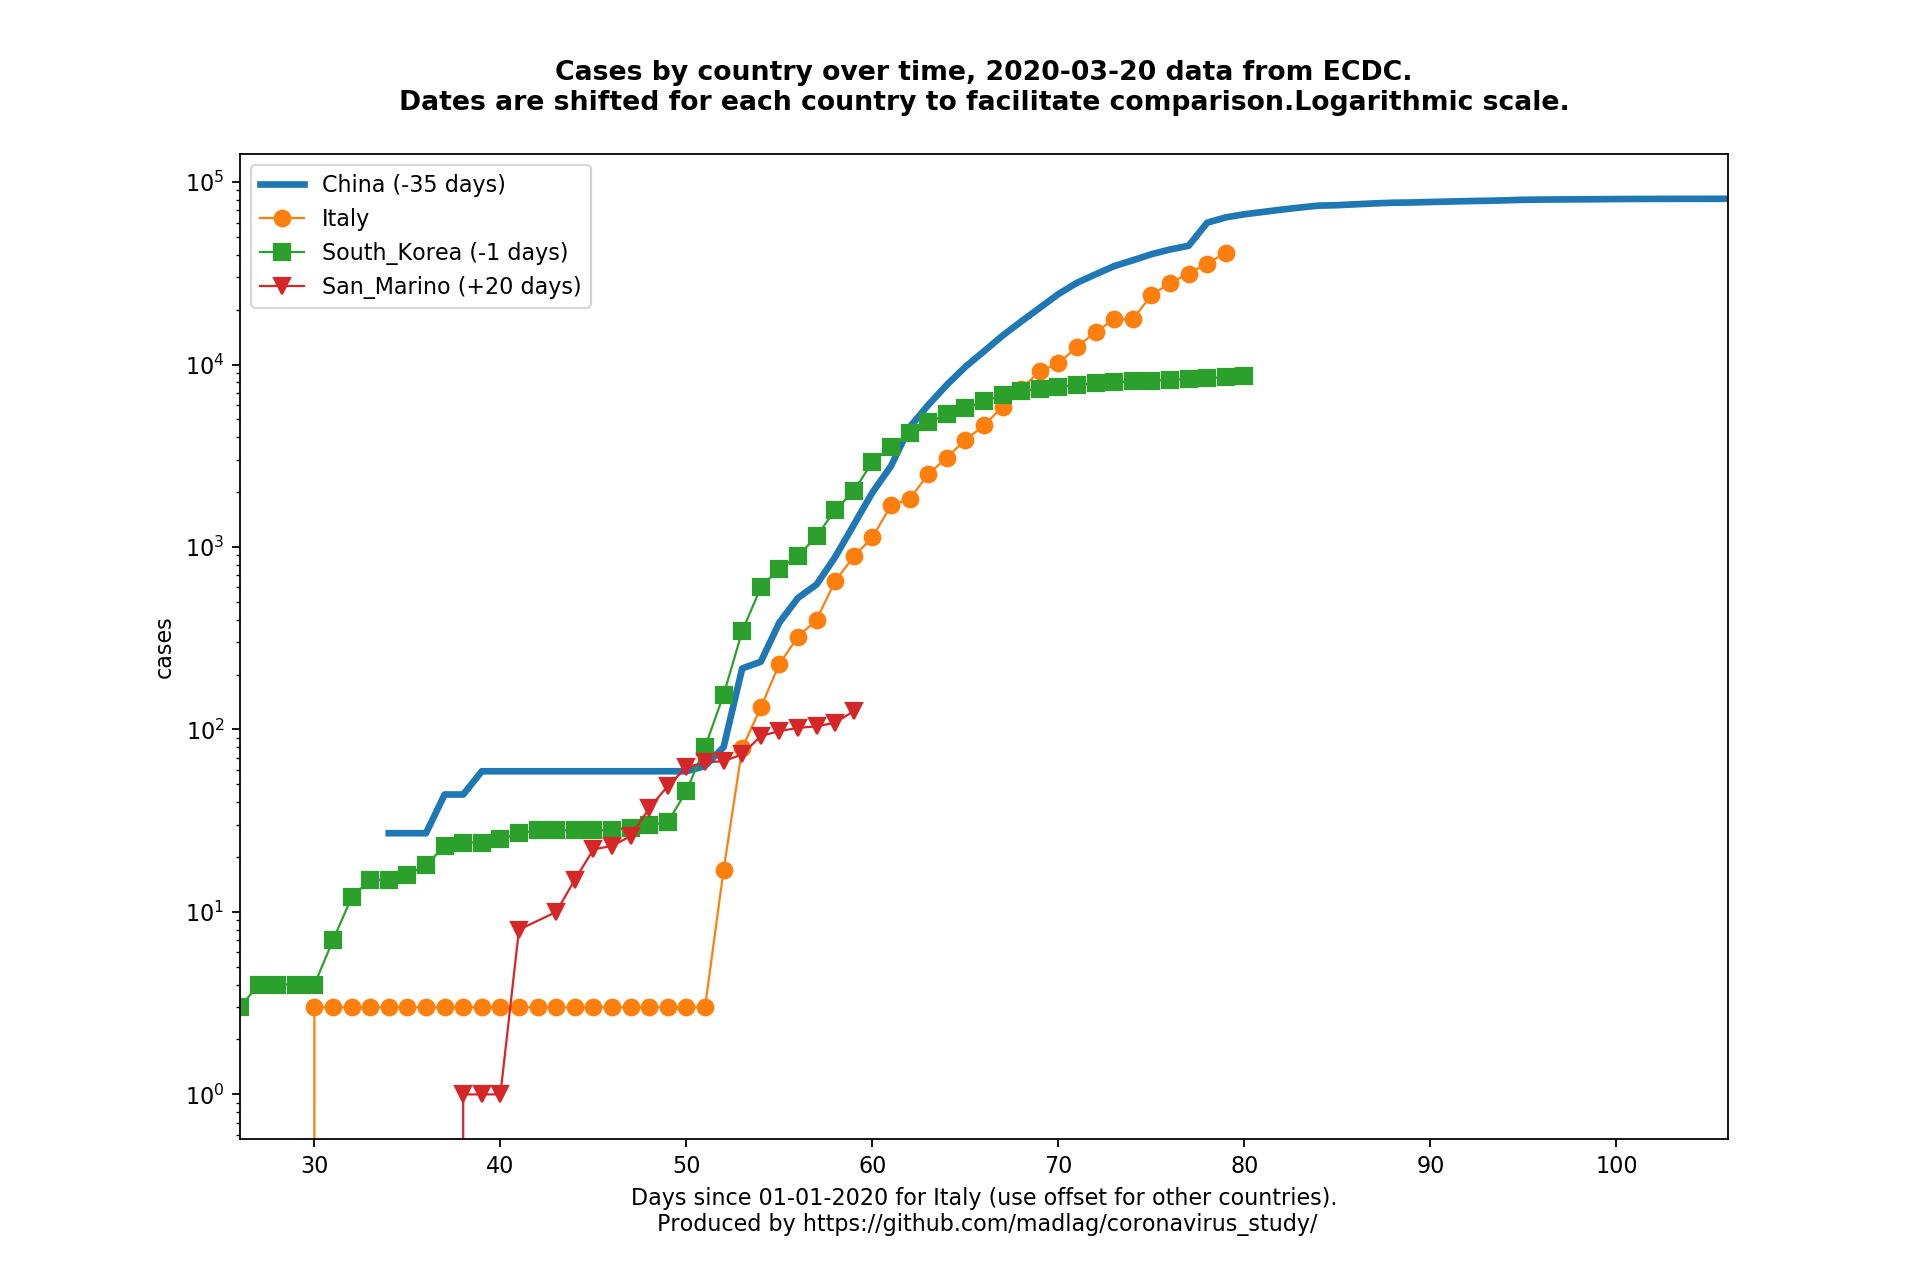 Cases by country over time, 2020-03-20 data from ECDC.
Dates are shifted for each country to facilitate comparison.Logarithmic scale.
China (-35 days)
Italy
South_Korea (-1 days)
San_Marino (+20 days)
10⁵
10⁴
10³
10²
10¹
10⁰
cases
30 40 50 60 70 80 90 100
Days since 01-01-2020 for Italy (use offset for other countries).
Produced by https://github.com/madlag/coronavirus_study/